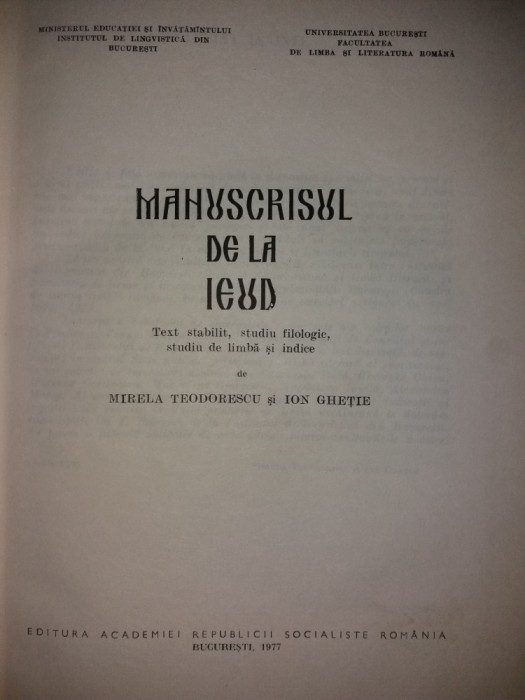 MINISTERUL EDUCAȚIEI ȘI ÎNVĂȚĂMÎNTULUI
INSTITUTUL DE LINGVISTICĂ DIN
BUCUREȘTI
UNIVERSITATEA BUCUREȘTI
FACULTATEA
DE LIMBA ȘI LITERATURA ROMÂNĂ
MANUSCRISUL
DE LA
IEUD
Text stabilit, studiu filologic,
studiu de limbă și indice
de
MIRELA TEODORESCU și ION GHEȚIE
EDITURA ACADEMIEI REPUBLICII SOCIALISTE ROMÂNIA
BUCUREȘTI, 1977